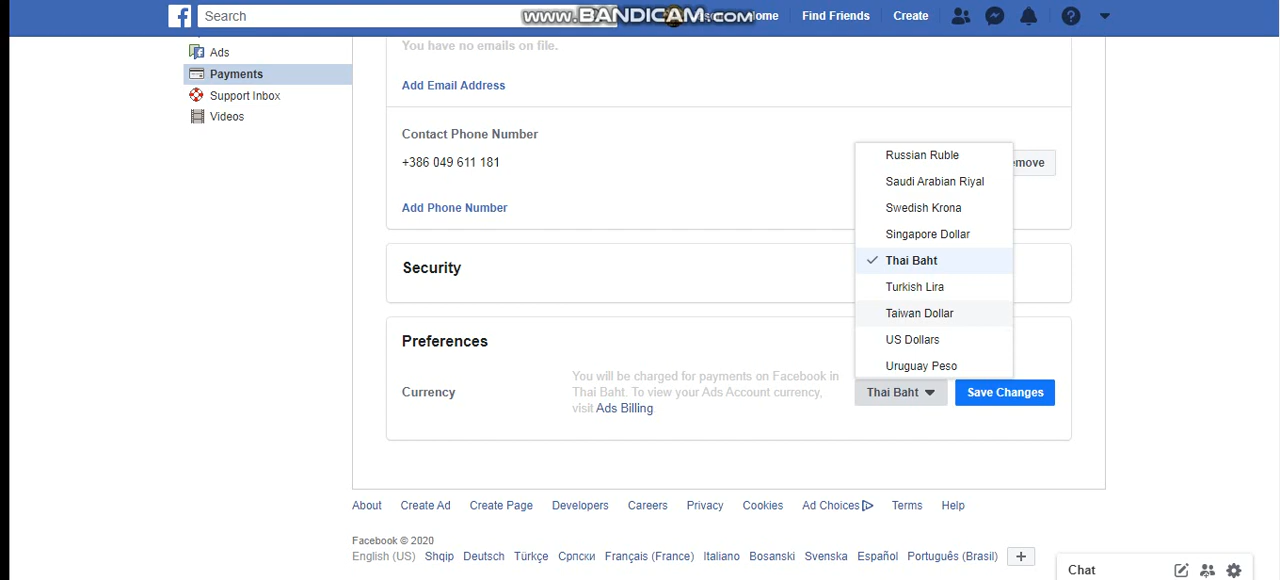 Search
www.BANDICAM.com
Home
Find Friends
Create
Ads
Payments
Support Inbox
Videos
You have no emails on file.
Add Email Address
Contact Phone Number
+386 049 611 181
Add Phone Number
Russian Ruble
Saudi Arabian Riyal
Swedish Krona
Singapore Dollar
Thai Baht
Turkish Lira
Taiwan Dollar
US Dollars
Uruguay Peso
Security
Preferences
Currency
You will be charged for payments on Facebook in
Thai Baht. To view your Ads Account currency,
visit Ads Billing
Thai Baht
Save Changes
About Create Ad Create Page Developers Careers Privacy Cookies Ad Choices Terms Help
Facebook © 2020
English (US) Shqip Deutsch Türkçe Српски Français (France) Italiano Bosanski Svenska Español Português (Brasil)
Chat